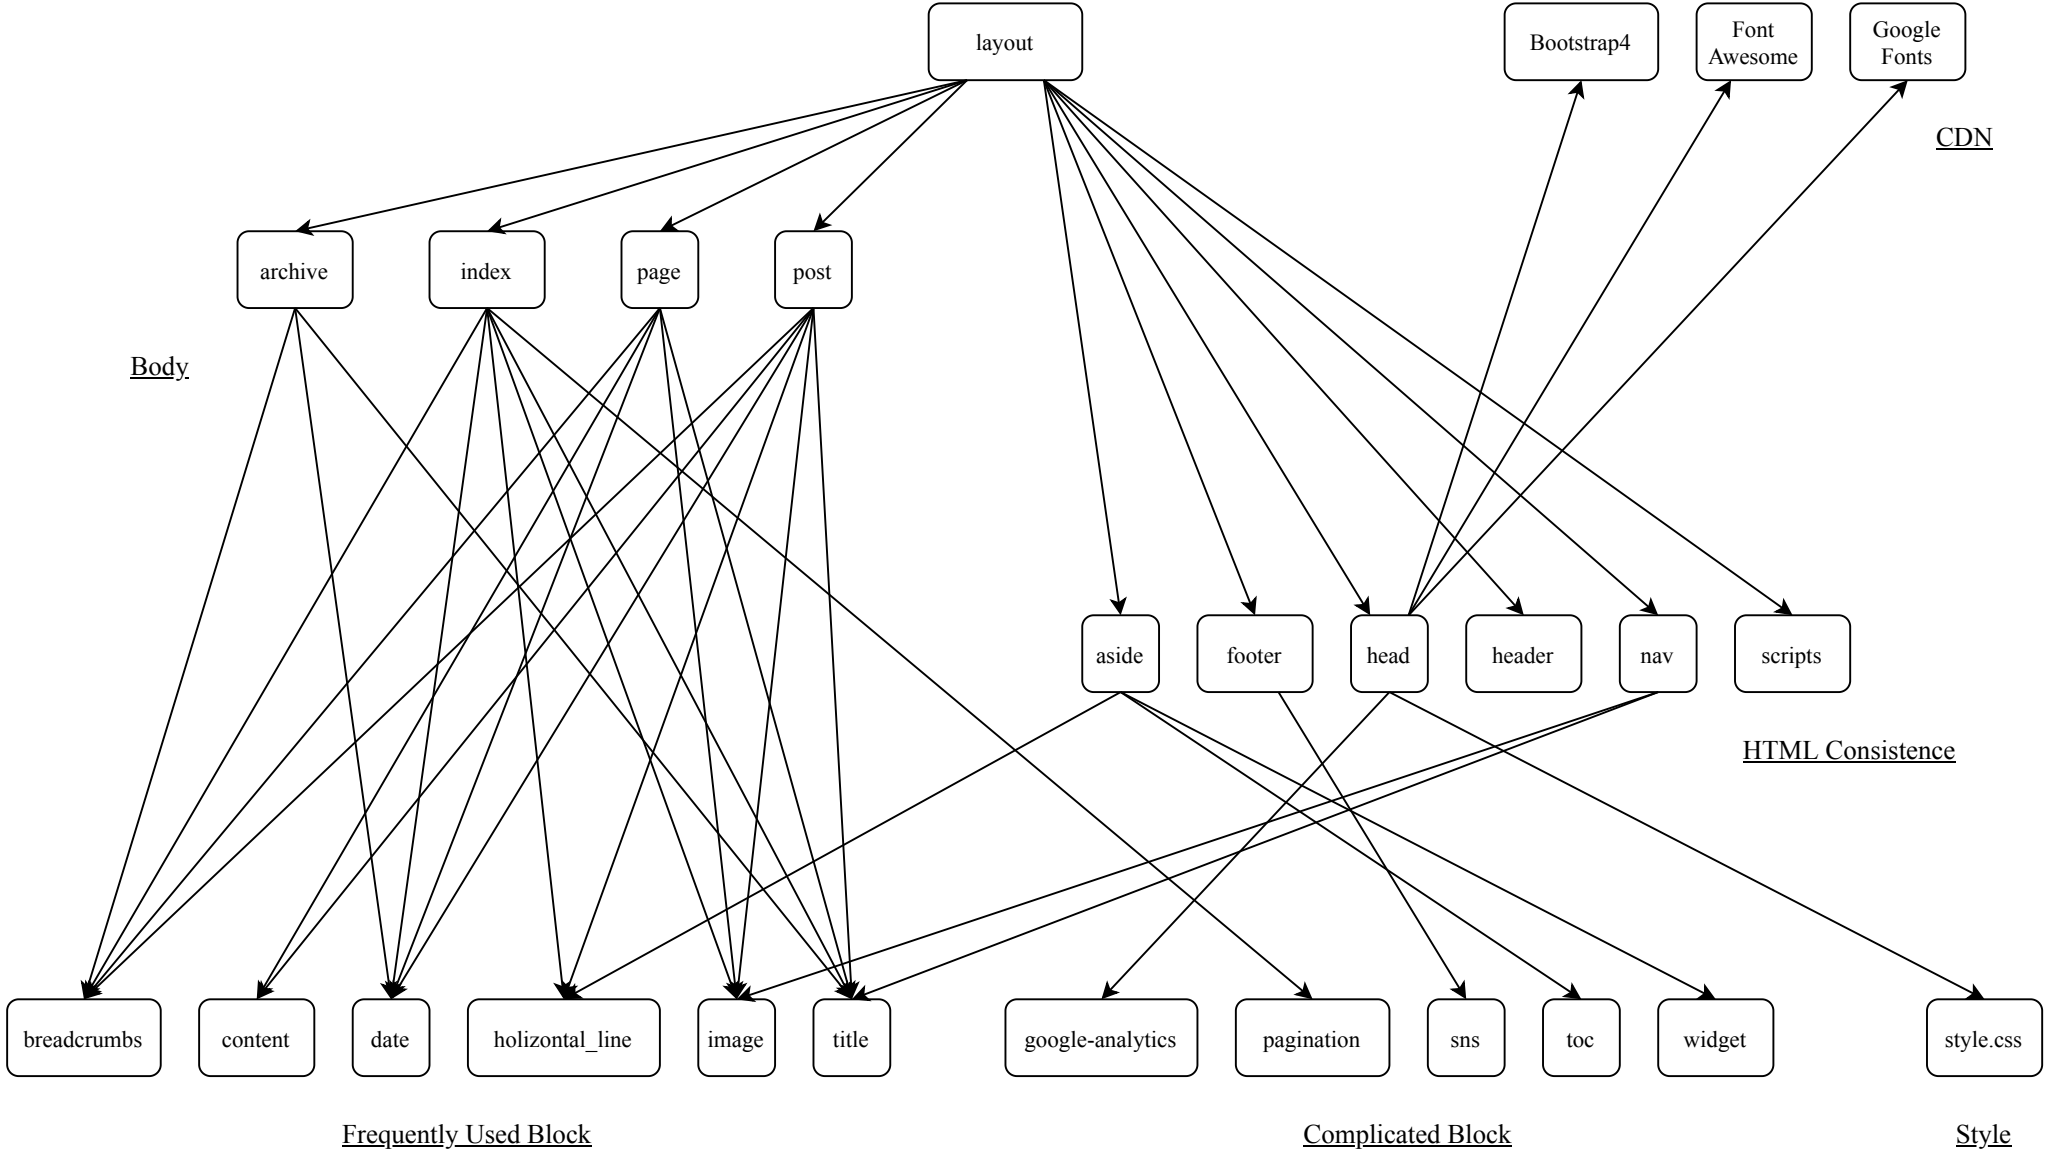 layout
Bootstrap4
Font
Awesome
Google
Fonts
CDN
archive
index
page
post
Body
aside
footer
head
header
nav
scripts
HTML Consistence
breadcrumbs
content
date
holizontal_line
image
title
google-analytics
pagination
sns
toc
widget
style.css
Frequently Used Block
Complicated Block
Style